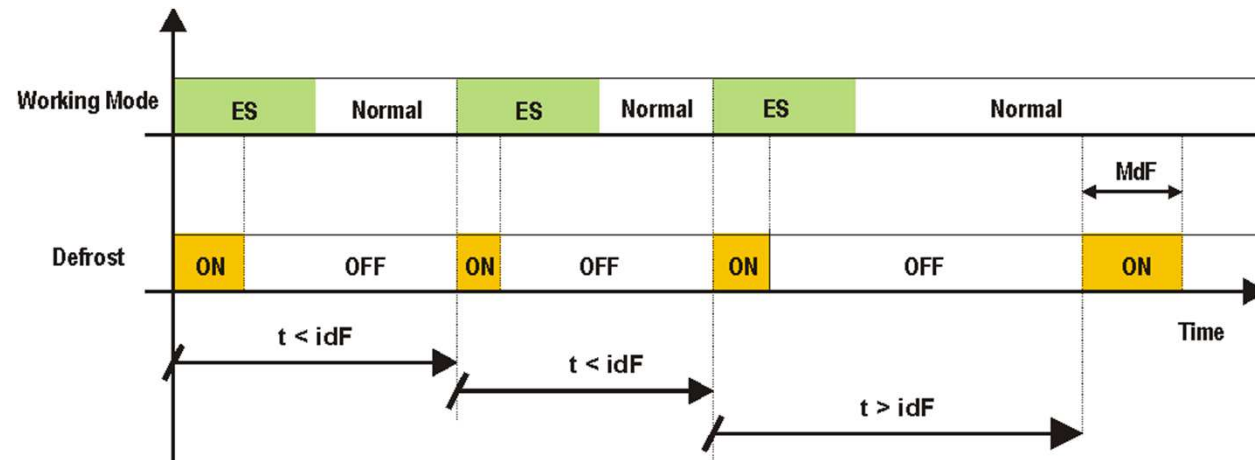 Working Mode
ES Normal ES Normal ES Normal
MdF
Defrost
ON OFF ON OFF ON OFF ON
Time
t < idF
t < idF
t > idF